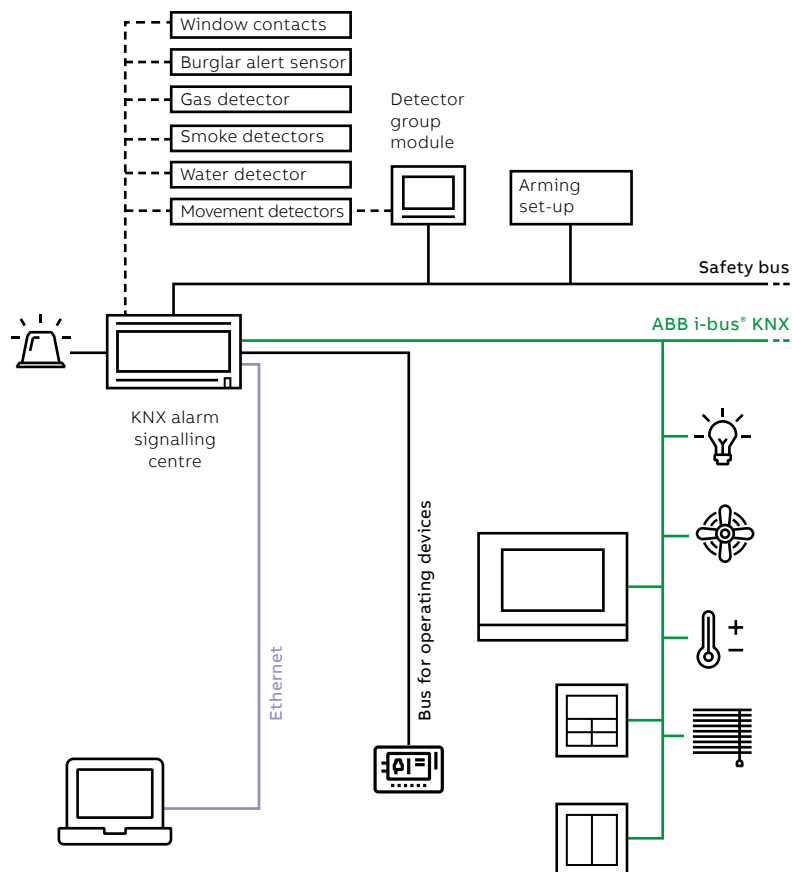 Window contacts
Burglar alert sensor
Gas detector
Smoke detectors
Water detector
Movement detectors
Detector
group
module
Arming
set-up
Safety bus
ABB i-bus® KNX
KNX alarm
signalling
centre
Bus for operating devices
Ethernet